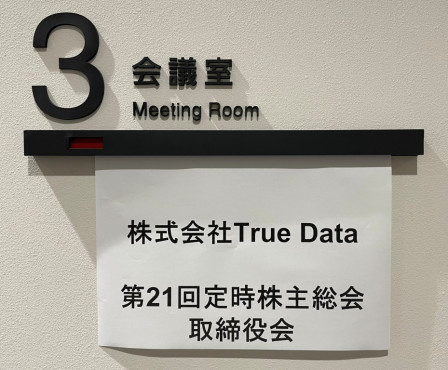 3 会議室
Meeting Room
株式会社True Data
第21回定時株主総会
取締役会